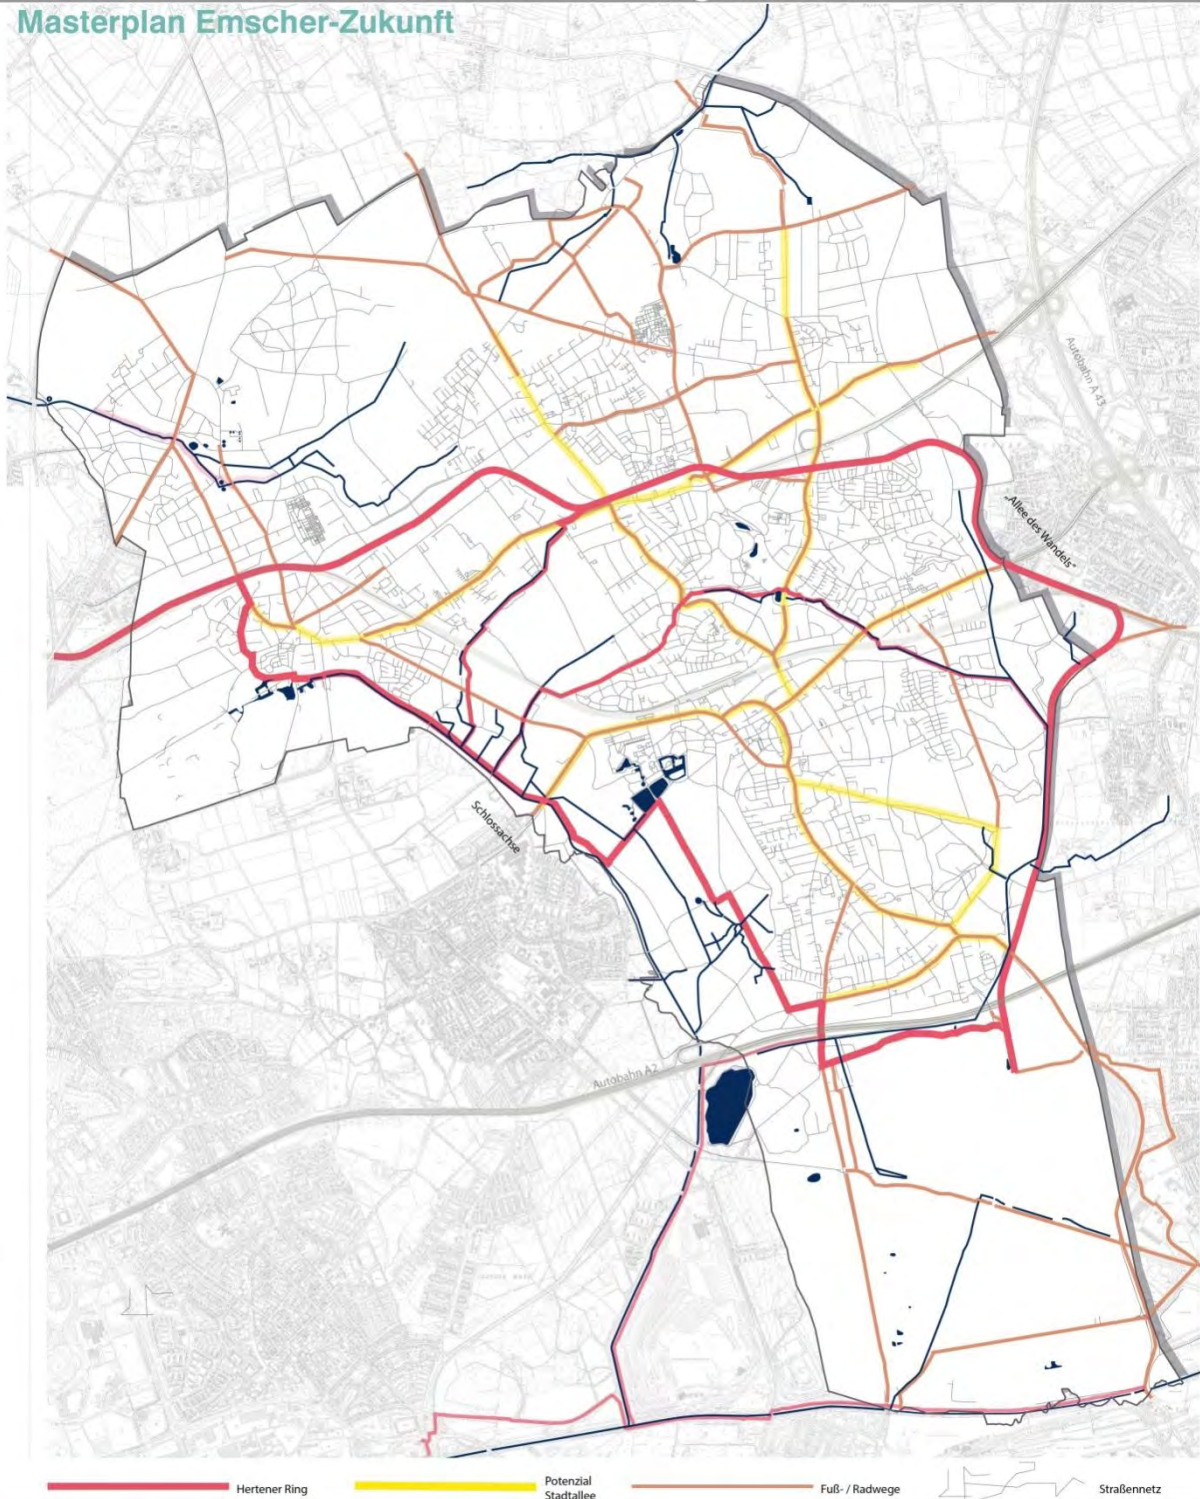 Masterplan Emscher-Zukunft
Autobahn A 43
„Allee des Wandels“
Schlossachse
Autobahn A2
Hertener Ring
Potenzial
Stadtallee
Fuß- / Radwege
Straßennetz